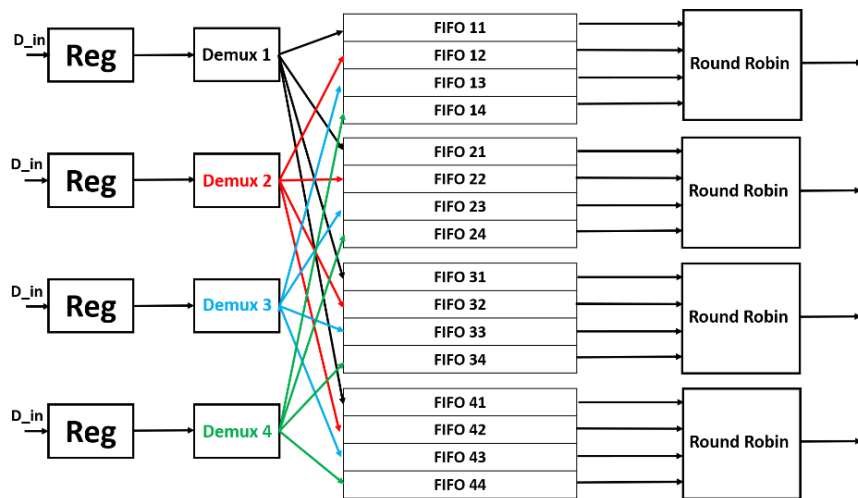 D_in
Reg
Demux 1
FIFO 11
FIFO 12
FIFO 13
FIFO 14
Round Robin
D_in
Reg
Demux 2
FIFO 21
FIFO 22
FIFO 23
FIFO 24
Round Robin
D_in
Reg
Demux 3
FIFO 31
FIFO 32
FIFO 33
FIFO 34
Round Robin
D_in
Reg
Demux 4
FIFO 41
FIFO 42
FIFO 43
FIFO 44
Round Robin